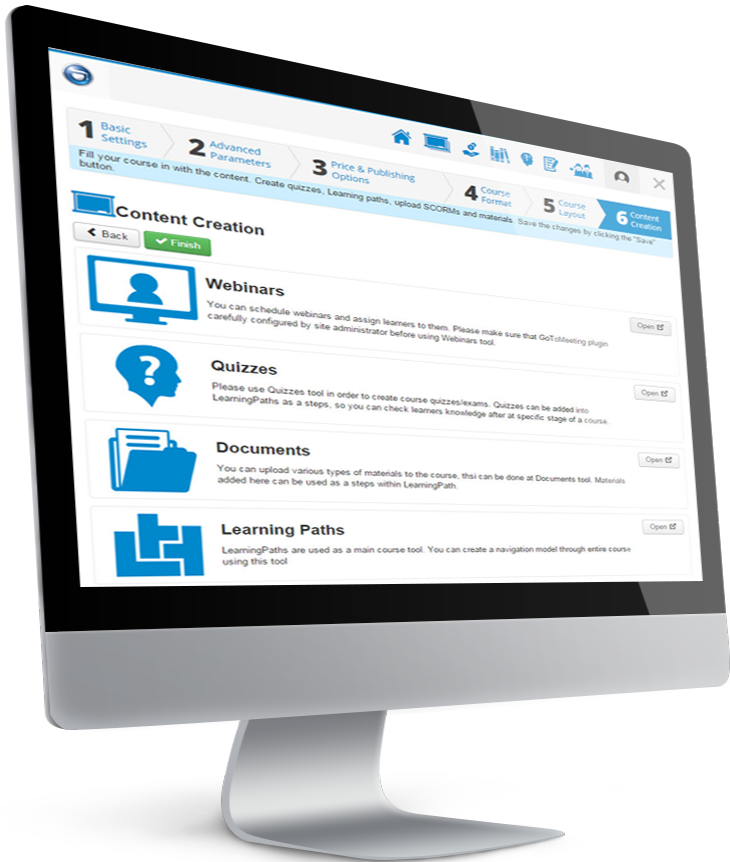 1 Basic Settings
2 Advanced Parameters
3 Price & Publishing Options
4 Course Format
5 Course Layout
6 Content Creation
Fill your course in with the content. Create quizzes, Learning paths, upload SCORMs and materials. Save the changes by clicking the "Save"
button.
Content Creation
Back
Finish
Webinars
You can schedule webinars and assign learners to them. Please make sure that GoToMeeting plugin
carefully configured by site administrator before using Webinars tool.
Open
Quizzes
Please use Quizzes tool in order to create course quizzes/exams. Quizzes can be added into
LearningPaths as a steps, so you can check learners knowledge after at specific stage of a course.
Open
Documents
You can upload various types of materials to the course, thsi can be done at Documents tool. Materials
added here can be used as a steps within LearningPath.
Open
Learning Paths
LearningPaths are used as a main course tool. You can create a navigation model through entire course
using this tool
Open